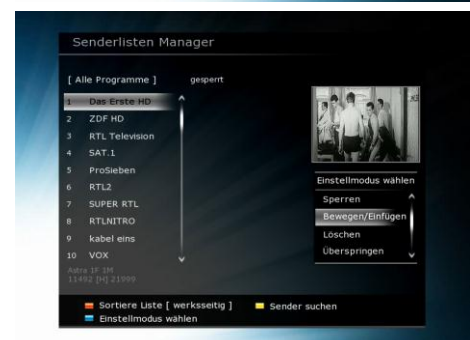 Senderlisten Manager
[ Alle Programme ] gesperrt
1 Das Erste HD
2 ZDF HD
3 RTL Television
4 SAT.1
5 ProSieben
6 RTL2
7 SUPER RTL
8 RTLNITRO
9 kabel eins
10 VOX
Astra 1F 1M
11492 [H] 21999
Einstellmodus wählen
Sperren
Bewegen/Einfügen
Löschen
Überspringen
Sortiere Liste [ werksseitig ] Sender suchen
Einstellmodus wählen